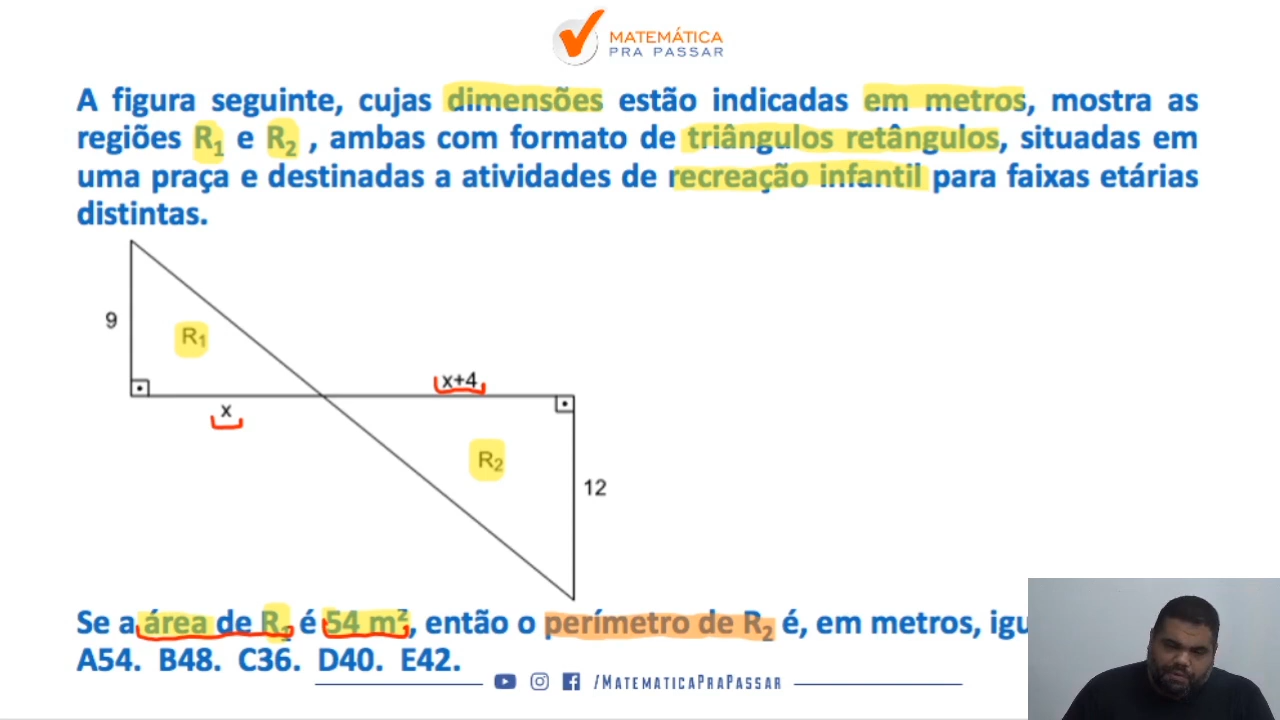 MATEMÁTICA
PRA PASSAR
A figura seguinte, cujas dimensões estão indicadas em metros, mostra as
regiões R₁ e R₂ , ambas com formato de triângulos retângulos, situadas em
uma praça e destinadas a atividades de recreação infantil para faixas etárias
distintas.
9
R₁
x+4
x
R₂
12
Se a área de R₁ é 54 m², então o perímetro de R₂ é, em metros,
A54. B48. C36. D40. E42.
/MATEMATICAPRAPASSAR